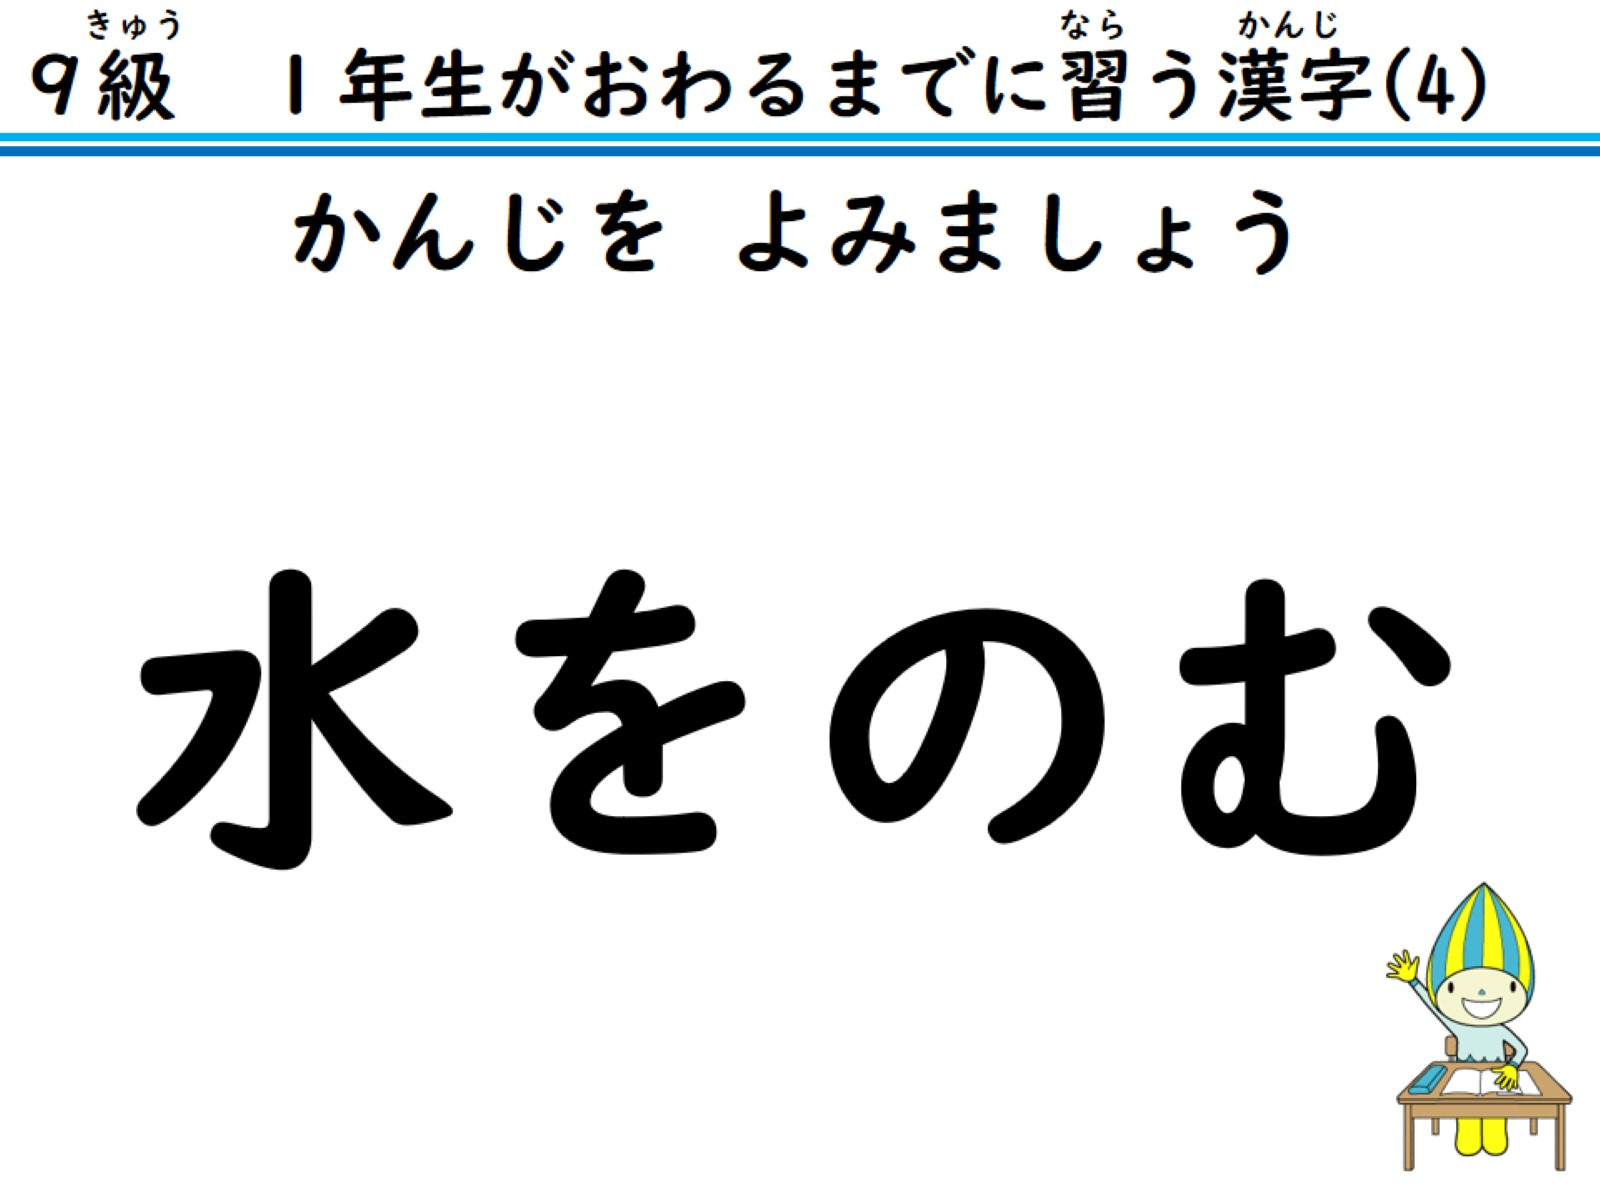 きゅう なら かんじ
9級 1年生がおわるまでに習う漢字(4)
かんじを よみましょう
水をのむ